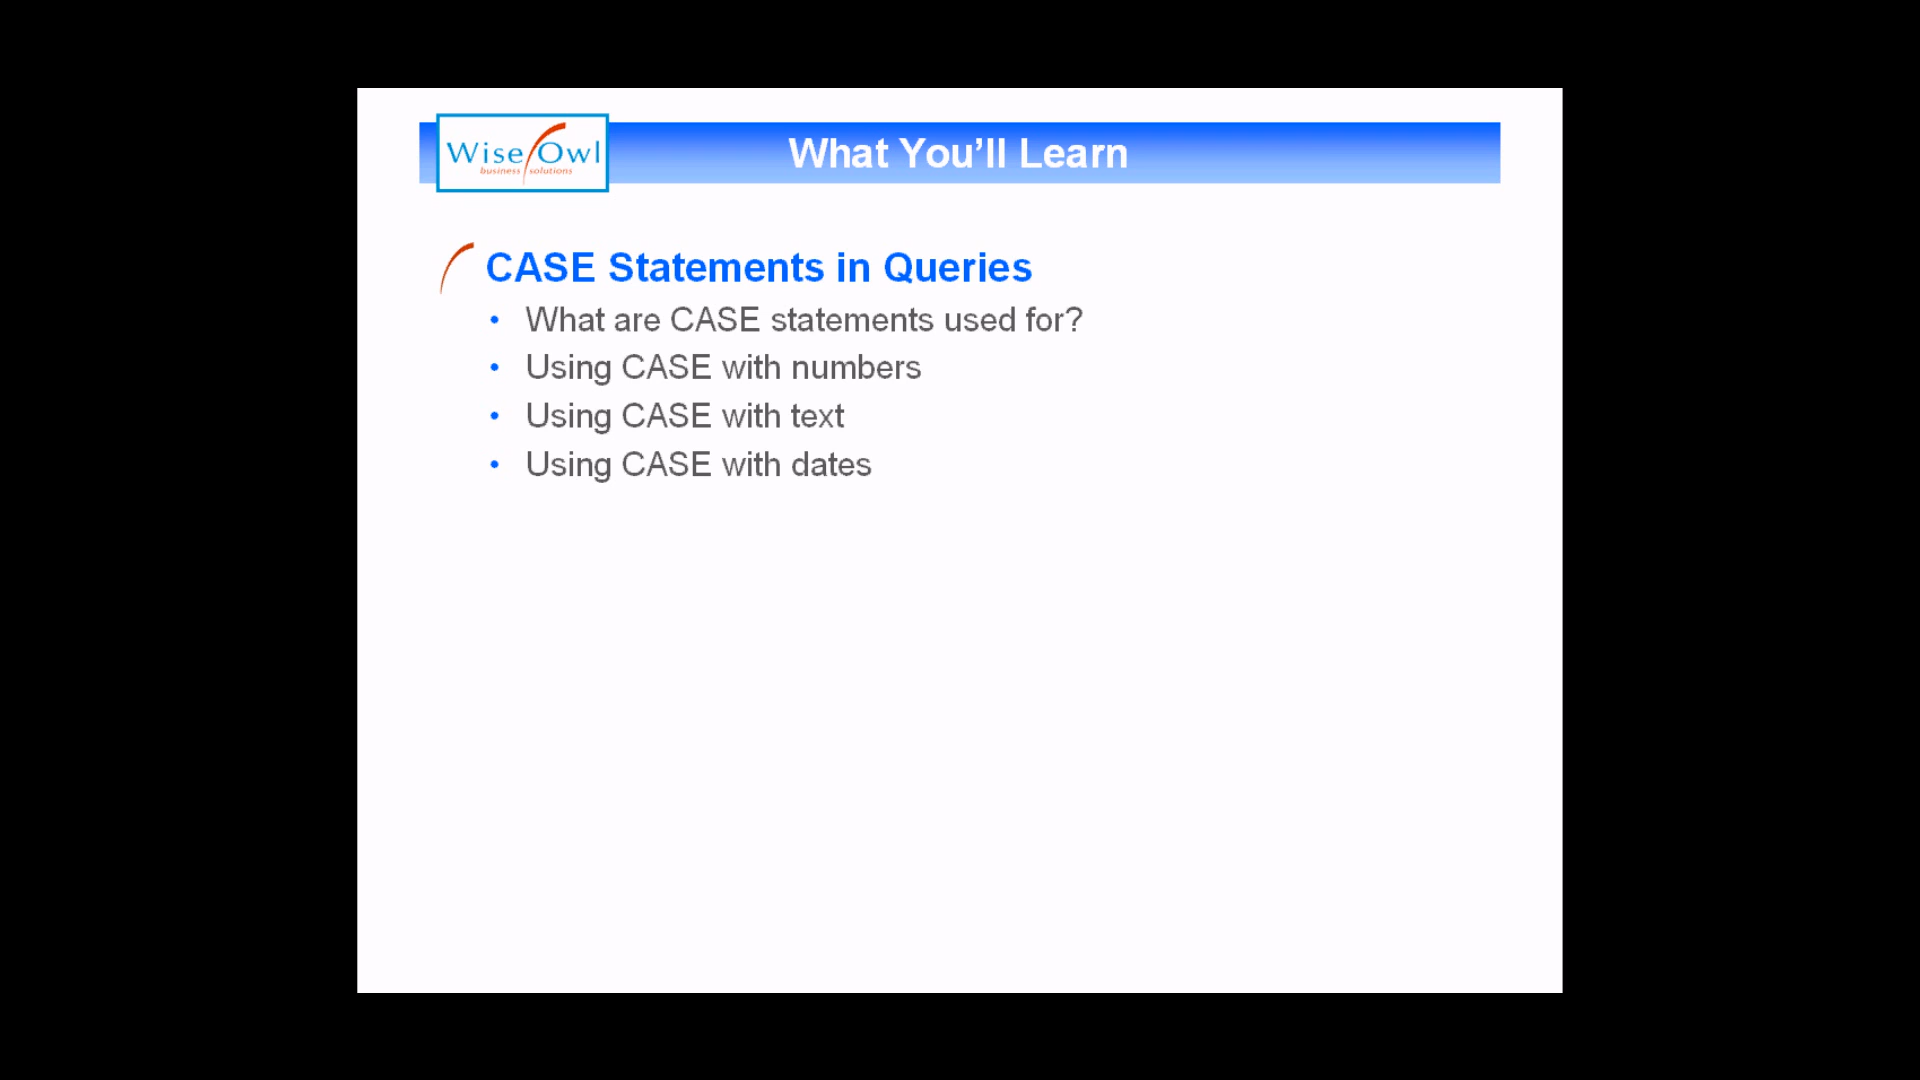 Wise Owl
business solutions
What You’ll Learn
CASE Statements in Queries
• What are CASE statements used for?
• Using CASE with numbers
• Using CASE with text
• Using CASE with dates